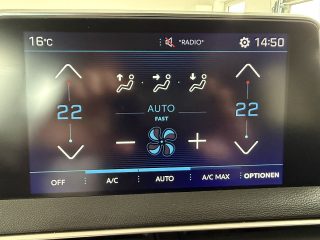 16°C *RADIO* 14:50
22 22
AUTO
FAST
OFF A/C AUTO A/C MAX OPTIONEN